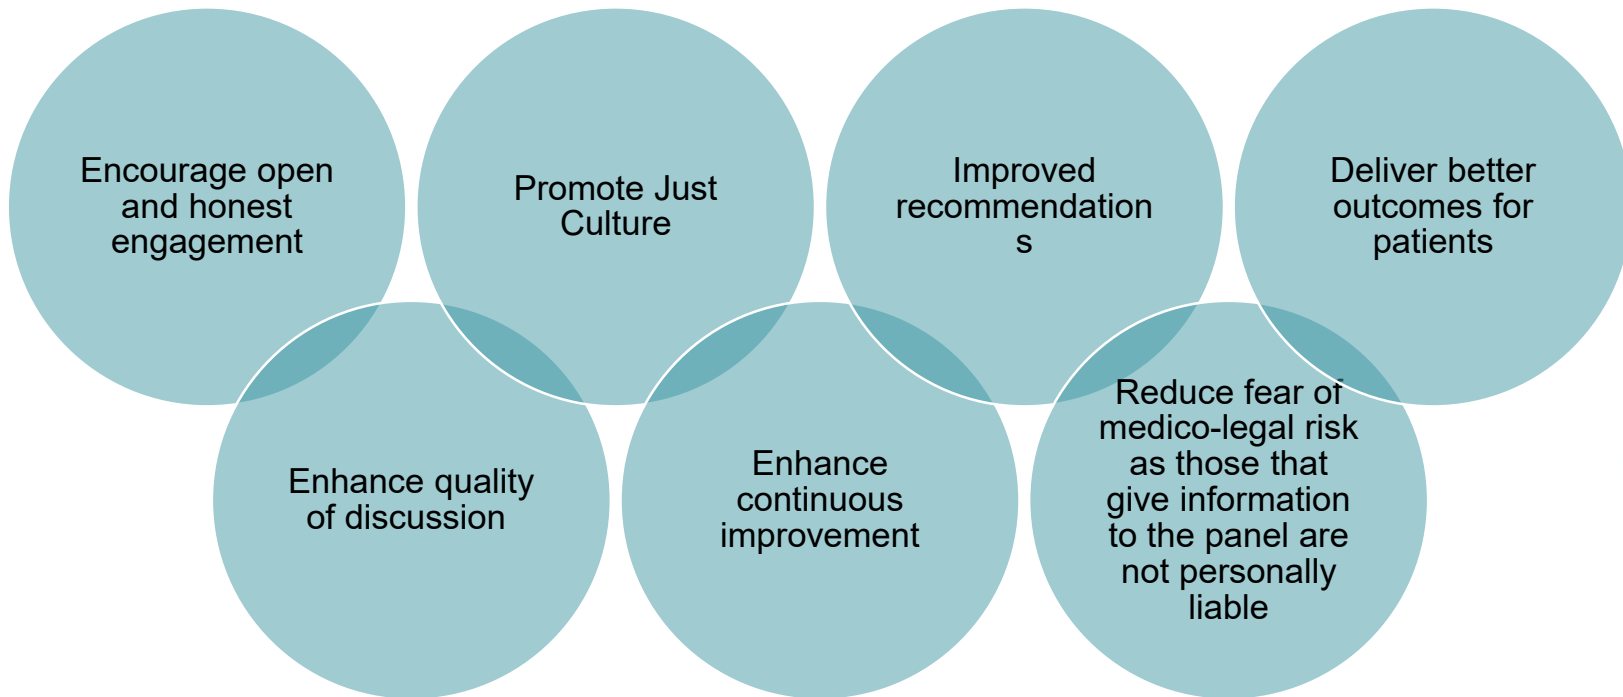 Encourage open
and honest
engagement
Enhance quality
of discussion
Promote Just
Culture
Enhance
continuous
improvement
Improved
recommendation
s
Reduce fear of
medico-legal risk
as those that
give information
to the panel are
not personally
liable
Deliver better
outcomes for
patients